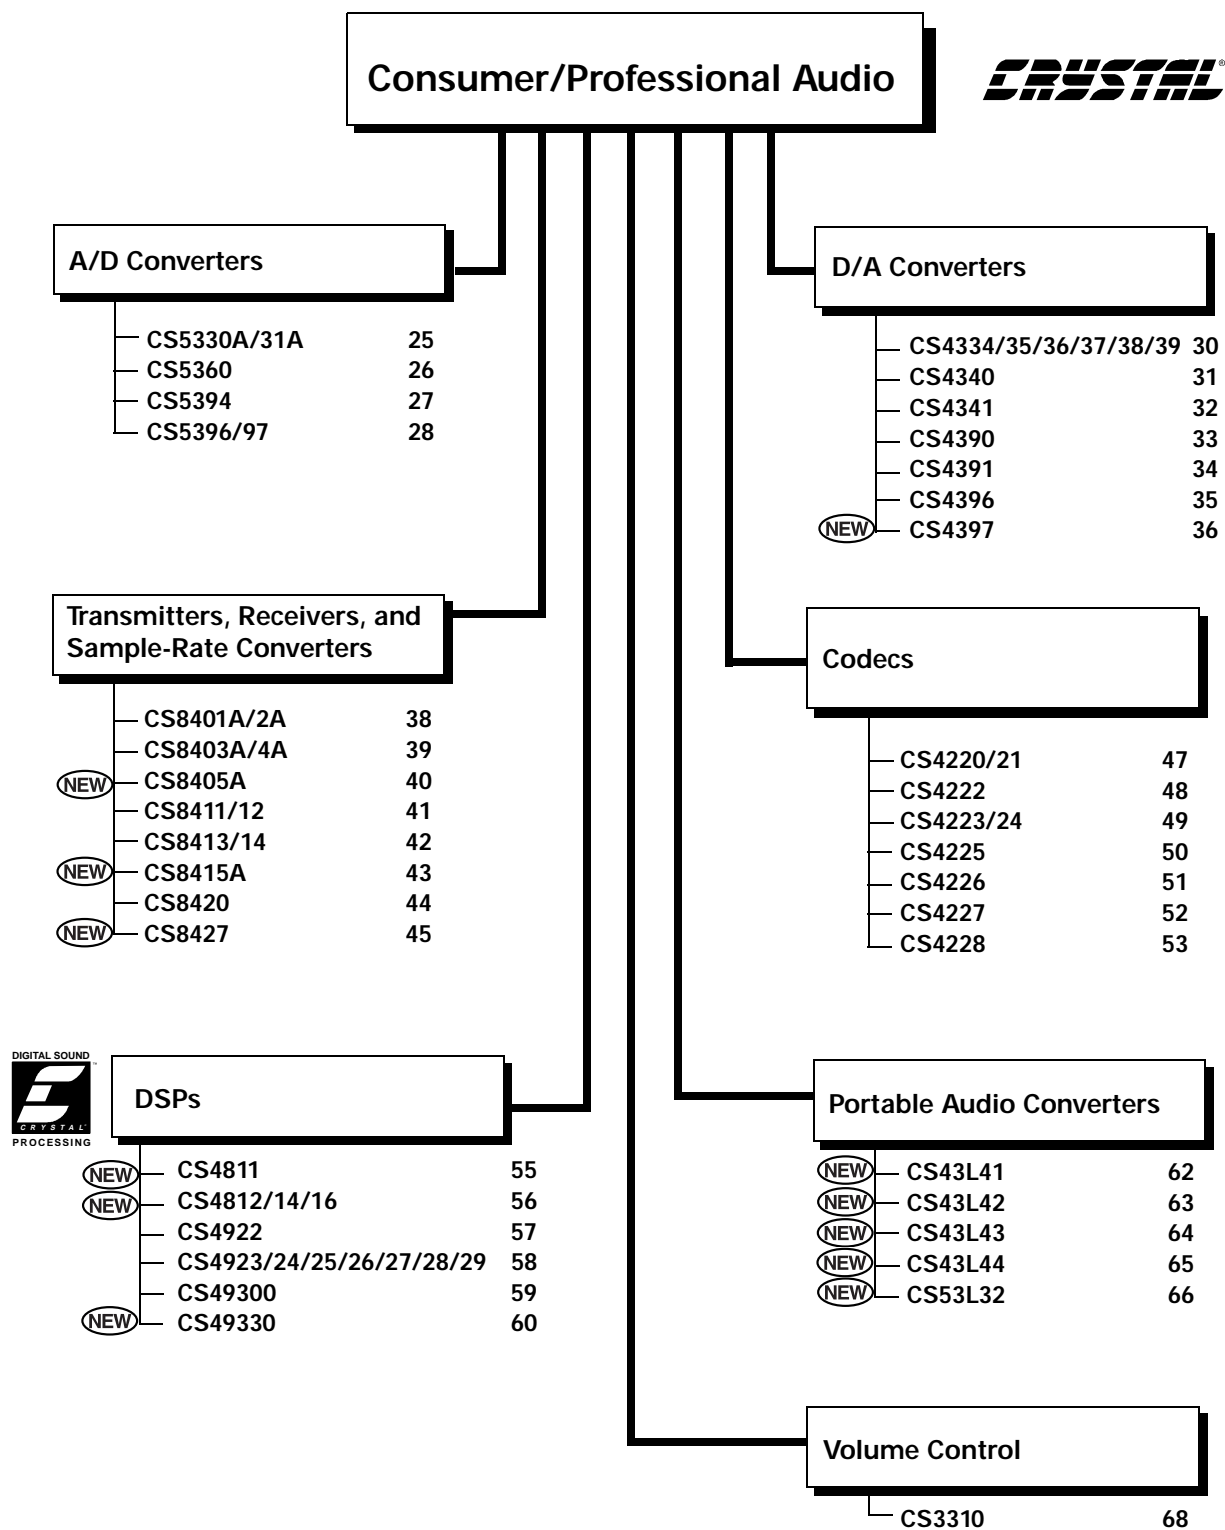 Consumer/Professional Audio
CRYSTAL®
A/D Converters
CS5330A/31A 25
CS5360 26
CS5394 27
CS5396/97 28
D/A Converters
CS4334/35/36/37/38/39 30
CS4340 31
CS4341 32
CS4390 33
CS4391 34
CS4396 35
NEW CS4397 36
Transmitters, Receivers, and
Sample-Rate Converters
CS8401A/2A 38
CS8403A/4A 39
NEW CS8405A 40
CS8411/12 41
CS8413/14 42
NEW CS8415A 43
CS8420 44
NEW CS8427 45
Codecs
CS4220/21 47
CS4222 48
CS4223/24 49
CS4225 50
CS4226 51
CS4227 52
CS4228 53
DIGITAL SOUND
CRYSTAL
PROCESSING
DSPs
NEW CS4811 55
NEW CS4812/14/16 56
CS4922 57
CS4923/24/25/26/27/28/29 58
CS49300 59
NEW CS49330 60
Portable Audio Converters
NEW CS43L41 62
NEW CS43L42 63
NEW CS43L43 64
NEW CS43L44 65
NEW CS53L32 66
Volume Control
CS3310 68